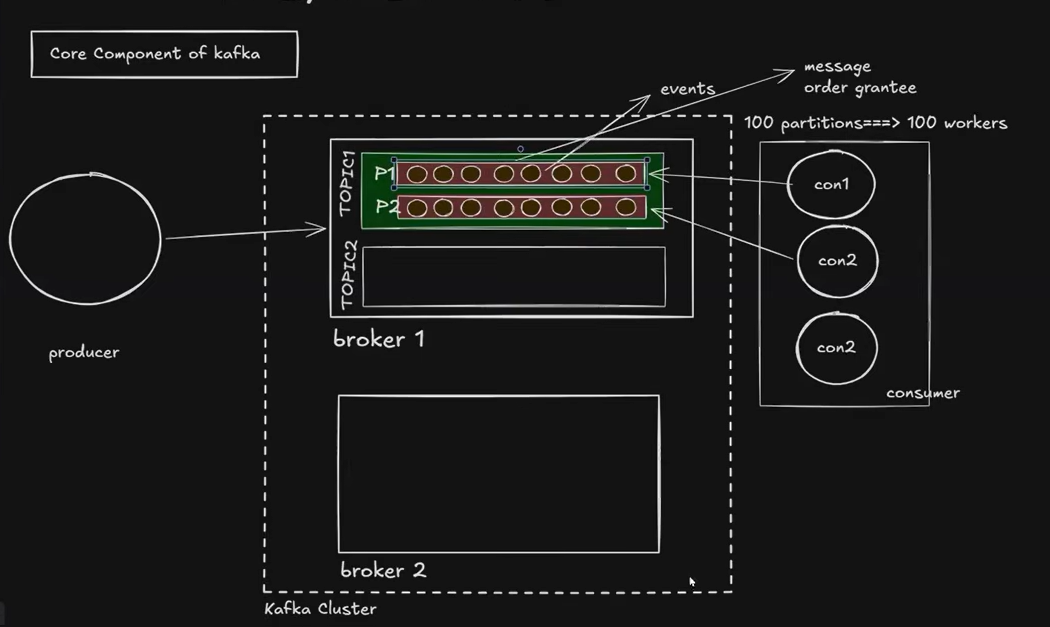 Core Component of kafka
message
order grantee
events
100 partitions===> 100 workers
TOPIC1
P1
P2
con1
con2
con2
consumer
TOPIC2
broker 1
producer
broker 2
Kafka Cluster